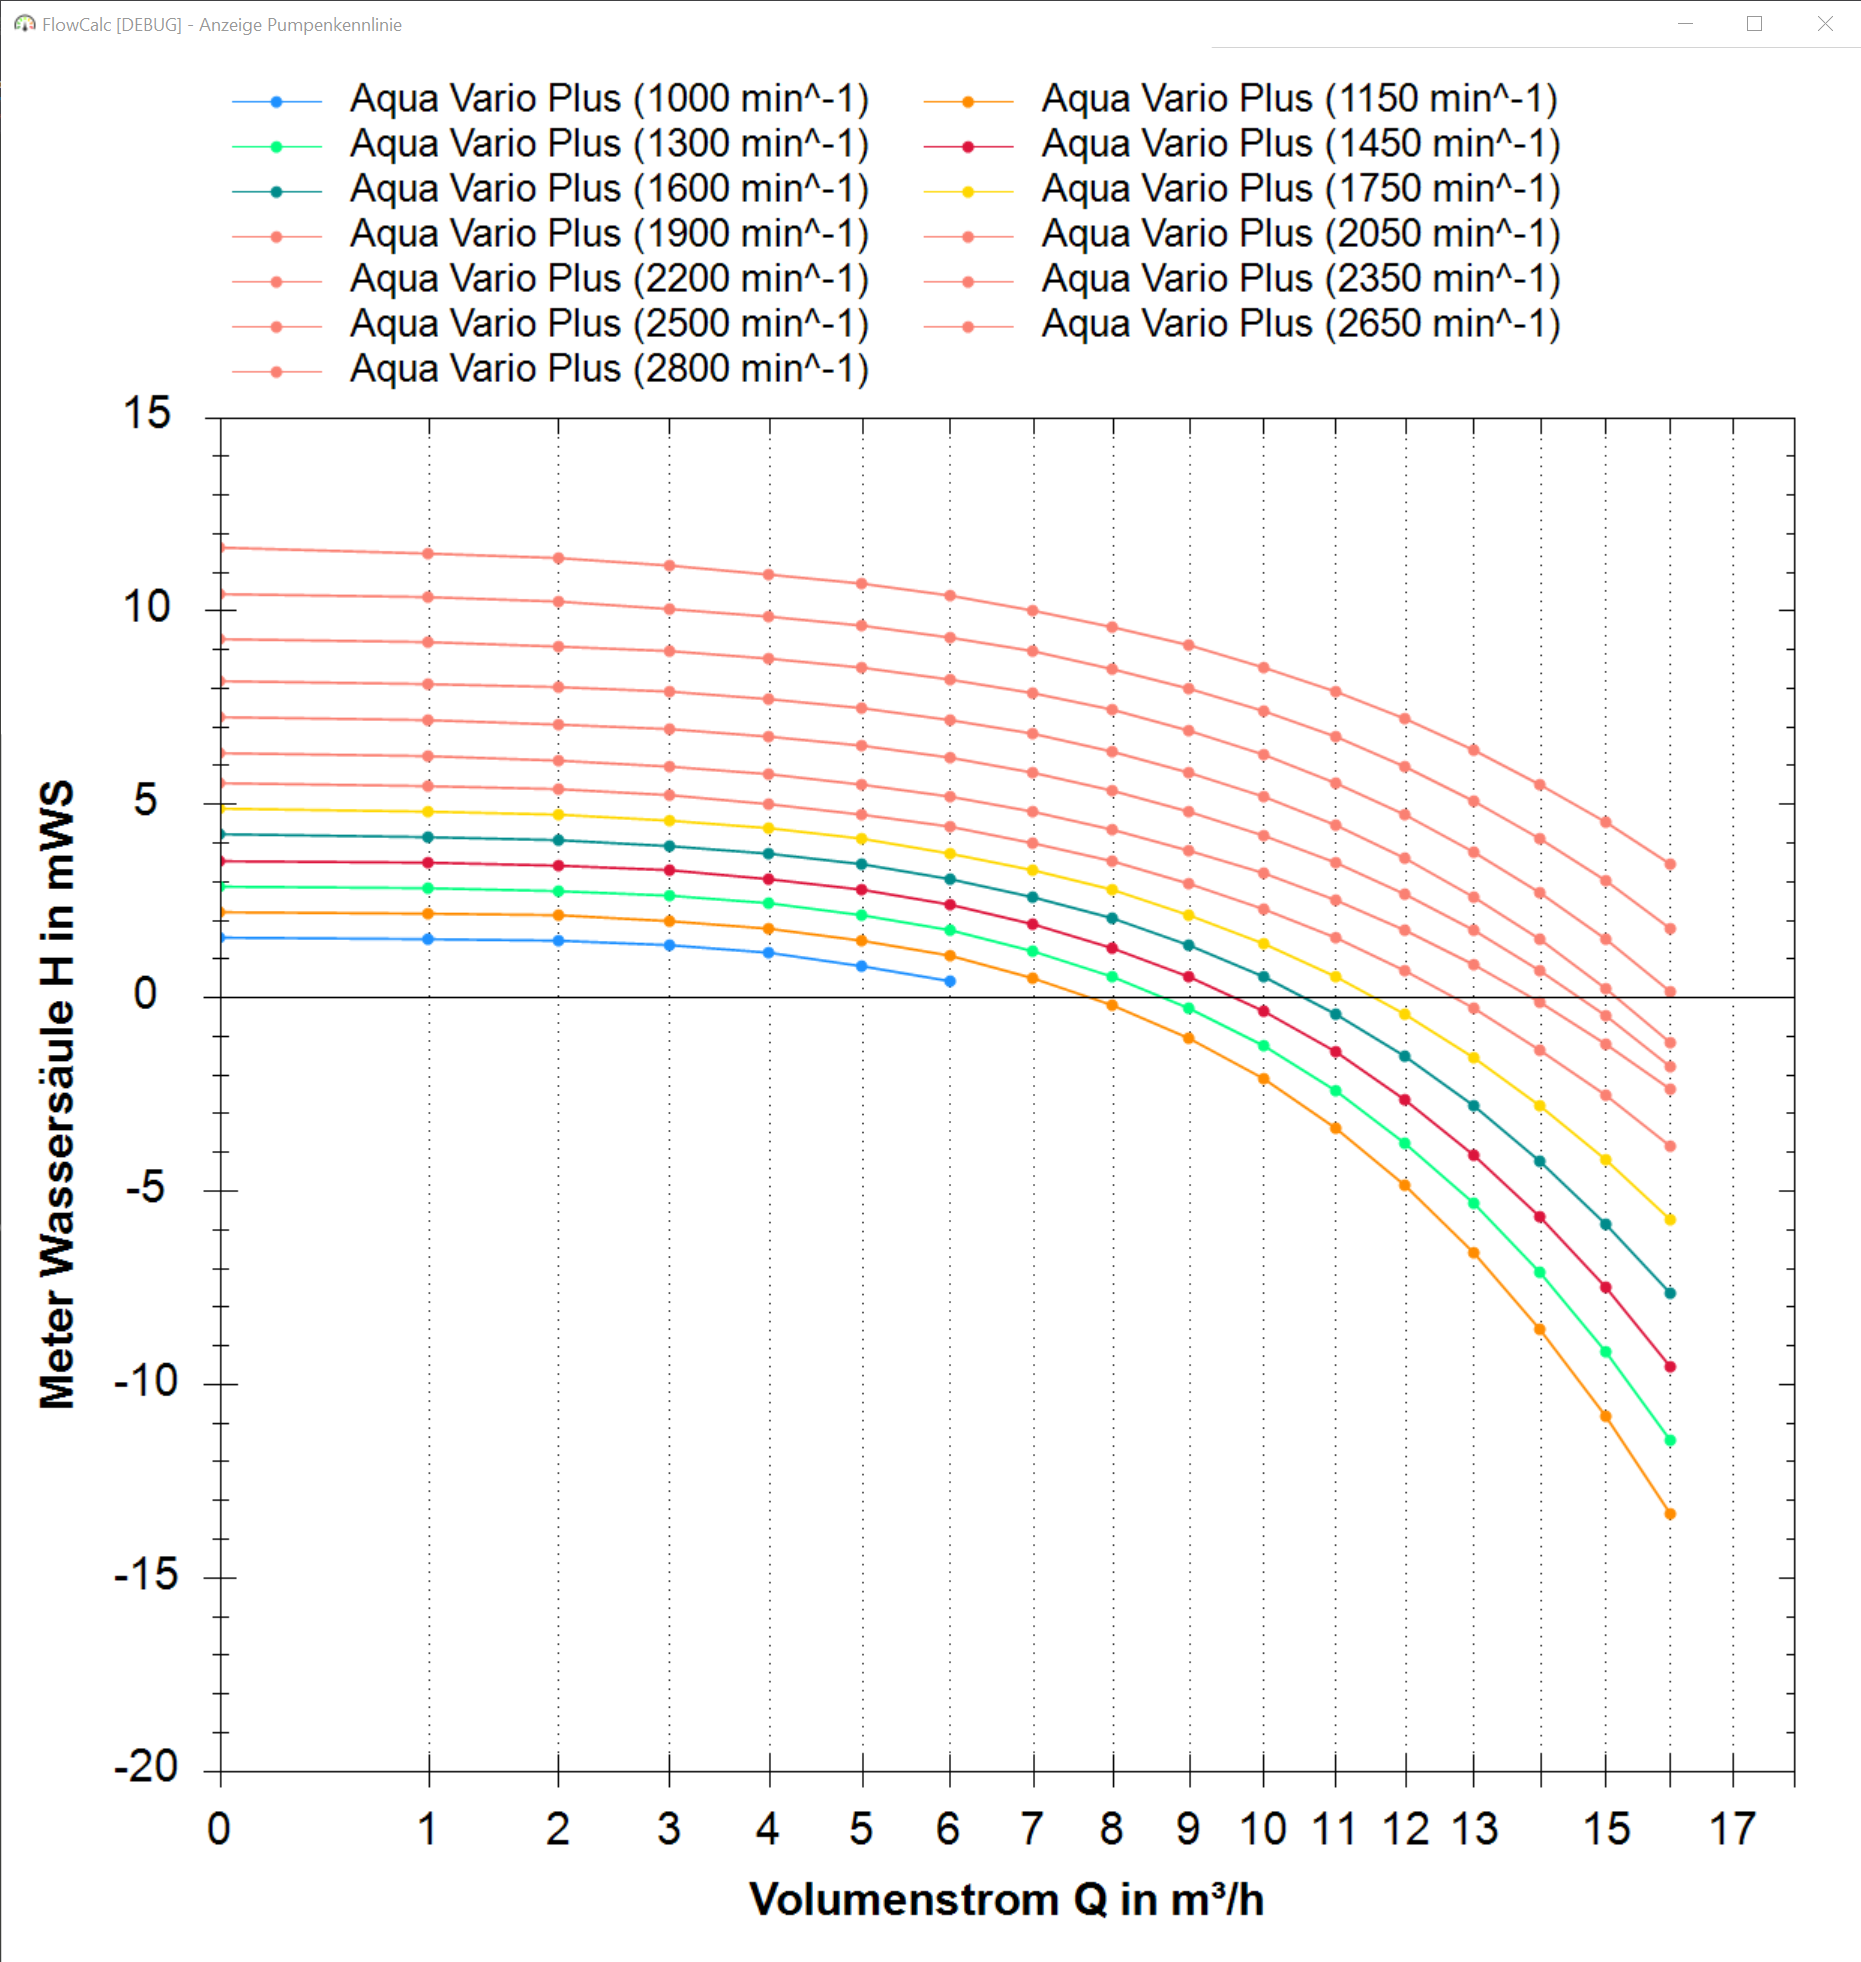 FlowCalc [DEBUG] - Anzeige Pumpenkennlinie
Aqua Vario Plus (1000 min^-1) Aqua Vario Plus (1150 min^-1)
Aqua Vario Plus (1300 min^-1) Aqua Vario Plus (1450 min^-1)
Aqua Vario Plus (1600 min^-1) Aqua Vario Plus (1750 min^-1)
Aqua Vario Plus (1900 min^-1) Aqua Vario Plus (2050 min^-1)
Aqua Vario Plus (2200 min^-1) Aqua Vario Plus (2350 min^-1)
Aqua Vario Plus (2500 min^-1) Aqua Vario Plus (2650 min^-1)
Aqua Vario Plus (2800 min^-1)
Meter Wassersäule H in mWS
15
10
5
0
-5
-10
-15
-20
0 1 2 3 4 5 6 7 8 9 10 11 12 13 15 17
Volumenstrom Q in m³/h